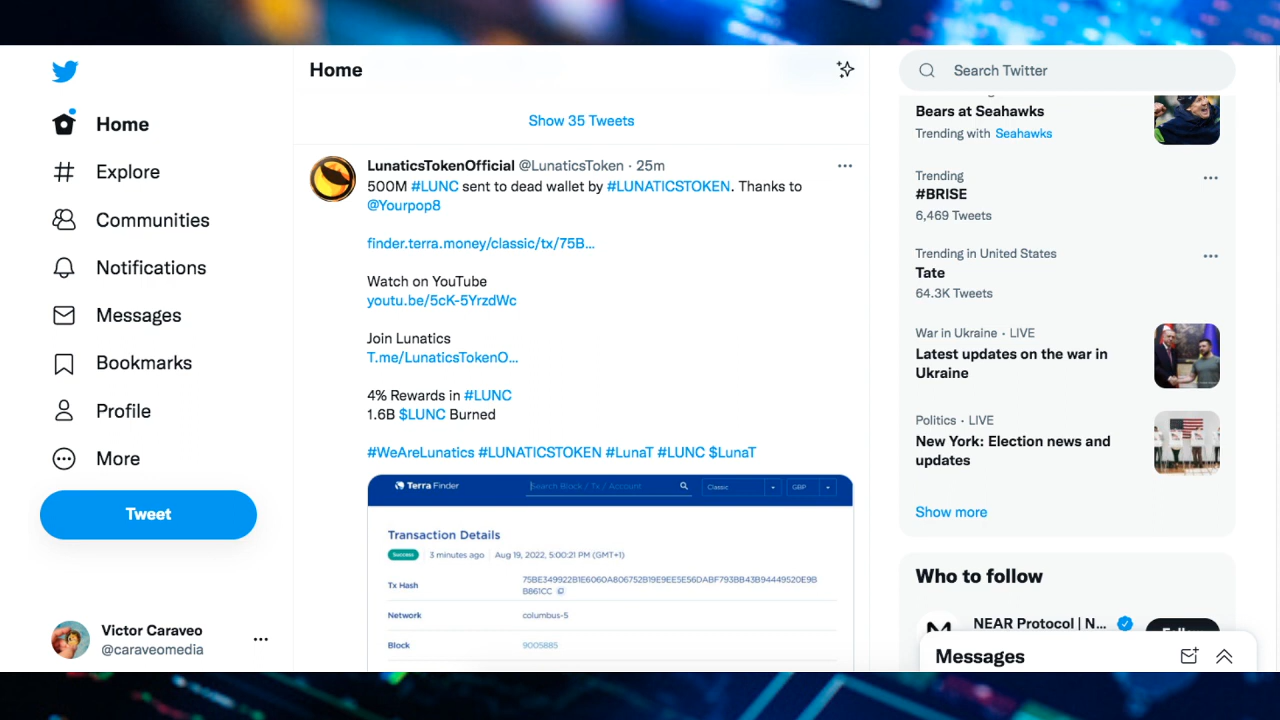 Home
Explore
Communities
Notifications
Messages
Bookmarks
Profile
More
Tweet
Victor Caraveo
@caraveomedia
Home
Show 35 Tweets
LunaticsTokenOfficial @LunaticsToken · 25m
500M #LUNC sent to dead wallet by #LUNATICSTOKEN. Thanks to
@Yourpop8
finder.terra.money/classic/tx/75B...
Watch on YouTube
youtu.be/5cK-5YrzdWc
Join Lunatics
T.me/LunaticsTokenO...
4% Rewards in #LUNC
1.6B $LUNC Burned
#WeAreLunatics #LUNATICSTOKEN #LunaT #LUNC $LunaT
Terra Finder
Search Block / Tx / Account
Classic
GBP
Transaction Details
Success 3 minutes ago Aug 19, 2022, 5:00:21 PM (GMT+1)
Tx Hash
75BE349922B1E6060A806752B19E9EE5E56DABF793BB43B94449520E9B
B861CC
Network columbus-5
Block 9005885
Search Twitter
Bears at Seahawks
Trending with Seahawks
Trending
#BRISE
6,469 Tweets
Trending in United States
Tate
64.3K Tweets
War in Ukraine · LIVE
Latest updates on the war in
Ukraine
Politics · LIVE
New York: Election news and
updates
Show more
Who to follow
NEAR Protocol | N...
Messages